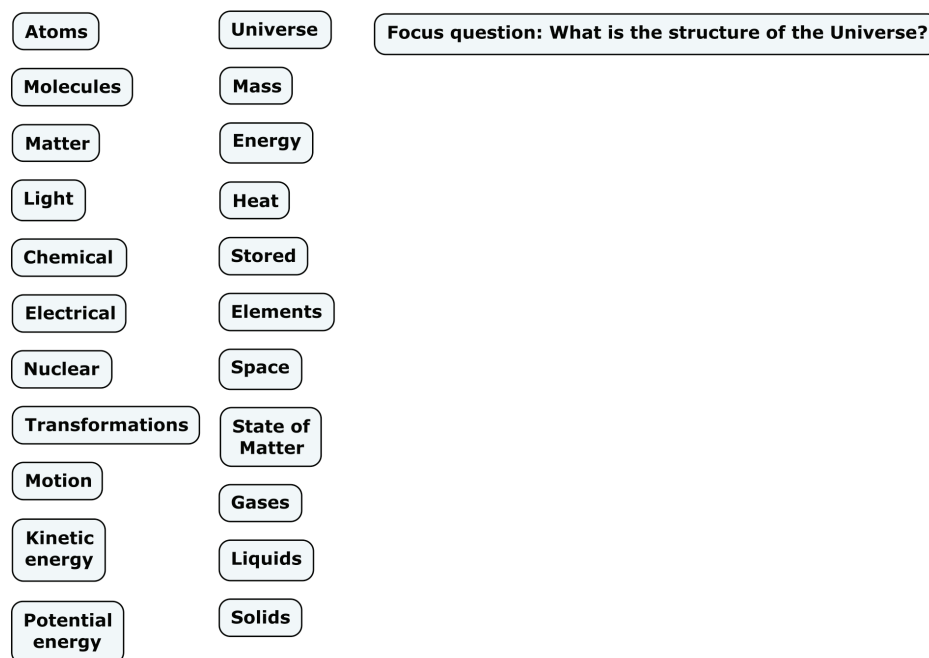 Atoms
Molecules
Matter
Light
Chemical
Electrical
Nuclear
Transformations
Motion
Kinetic
energy
Potential
energy
Universe
Mass
Energy
Heat
Stored
Elements
Space
State of
Matter
Gases
Liquids
Solids
Focus question: What is the structure of the Universe?